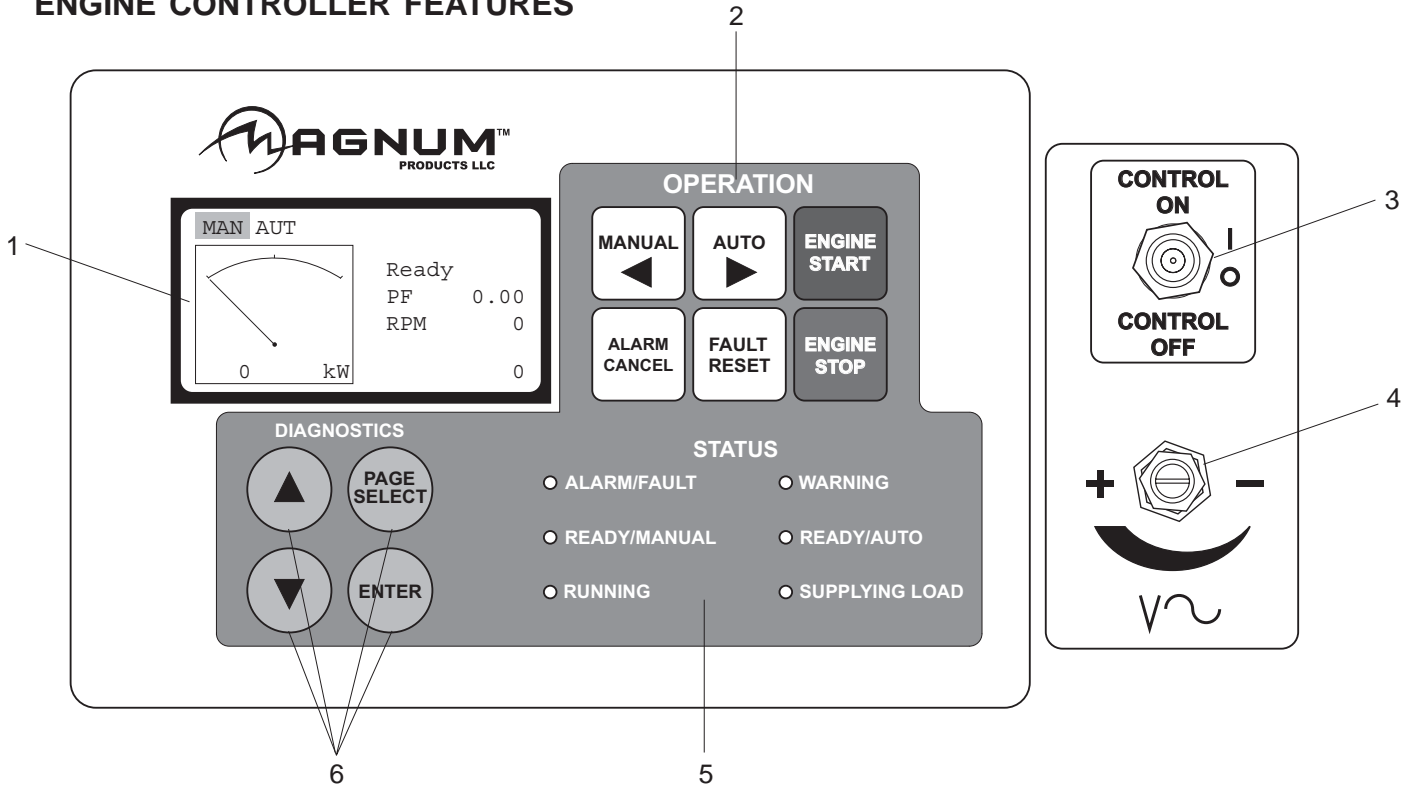 ENGINE CONTROLLER FEATURES
2
MAGNUM™
PRODUCTS LLC
OPERATION
MANUAL
AUTO
ENGINE
START
ALARM
CANCEL
FAULT
RESET
ENGINE
STOP
1
MAN AUT
Ready
PF 0.00
RPM 0
0 kW 0
DIAGNOSTICS
PAGE
SELECT
ENTER
STATUS
ALARM/FAULT
WARNING
READY/MANUAL
READY/AUTO
RUNNING
SUPPLYING LOAD
CONTROL
ON
3
I
O
CONTROL
OFF
4
+ −
V
6
5